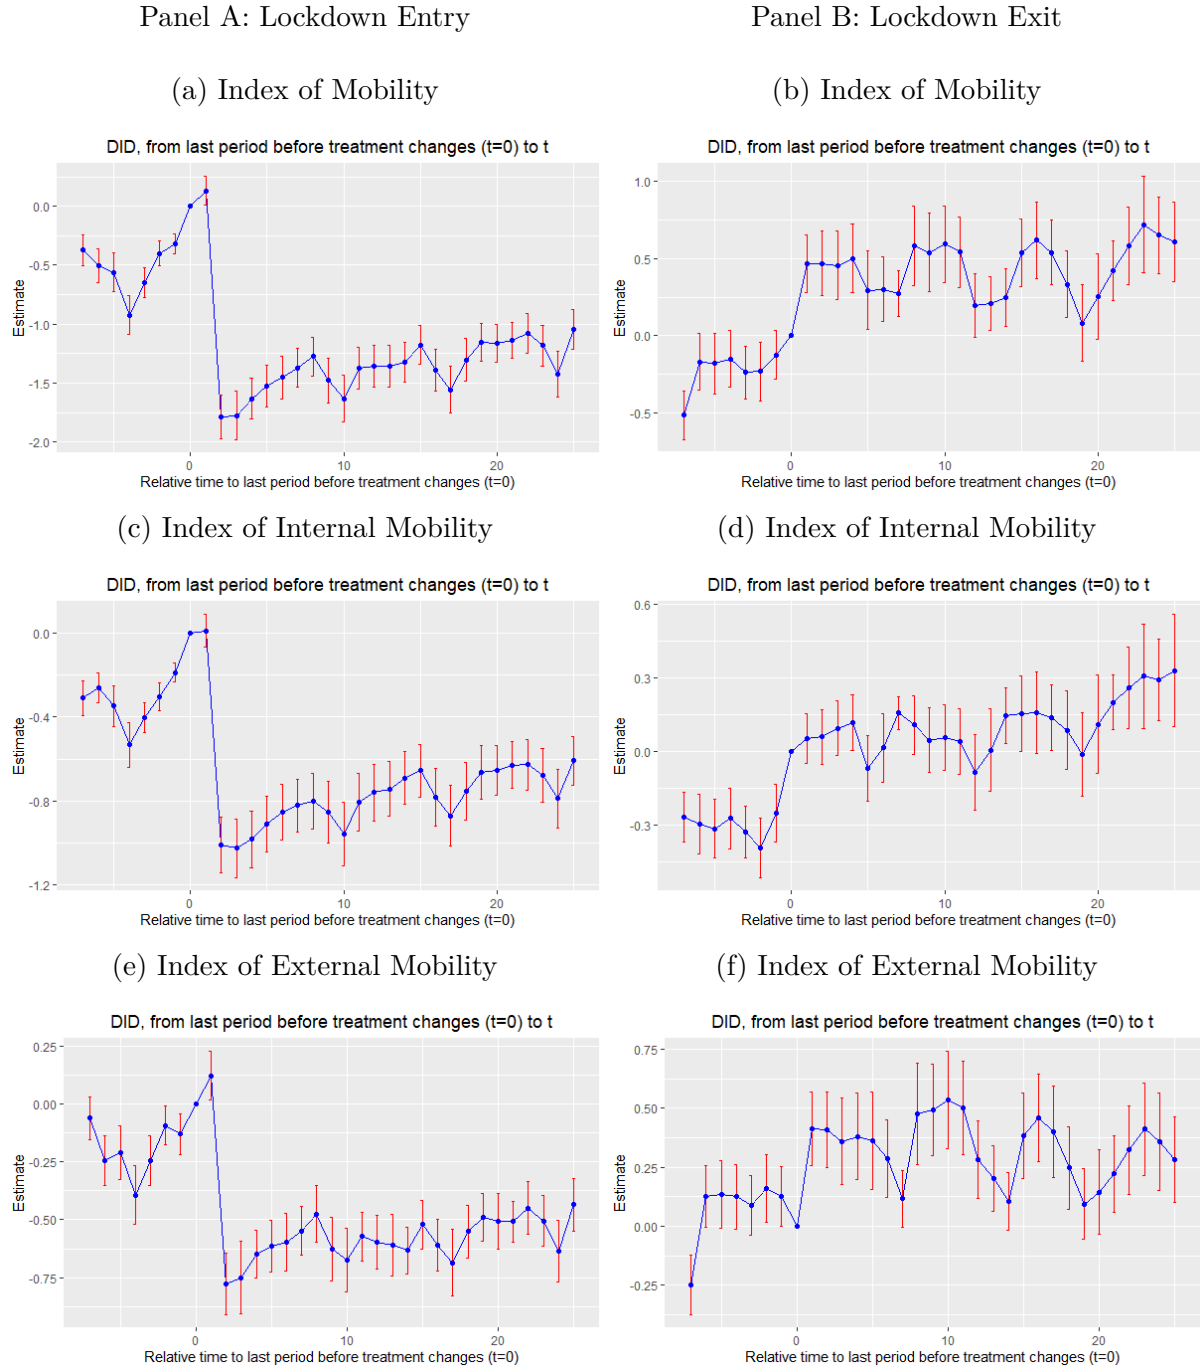 Panel A: Lockdown Entry
Panel B: Lockdown Exit
(a) Index of Mobility
DID, from last period before treatment changes (t=0) to t
Estimate
0.0
-0.5
-1.0
-1.5
-2.0
0
10
20
Relative time to last period before treatment changes (t=0)
(b) Index of Mobility
DID, from last period before treatment changes (t=0) to t
Estimate
1.0
0.5
0.0
-0.5
0
10
20
Relative time to last period before treatment changes (t=0)
(c) Index of Internal Mobility
DID, from last period before treatment changes (t=0) to t
Estimate
0.0
-0.4
-0.8
-1.2
0
10
20
Relative time to last period before treatment changes (t=0)
(d) Index of Internal Mobility
DID, from last period before treatment changes (t=0) to t
Estimate
0.6
0.3
0.0
-0.3
0
10
20
Relative time to last period before treatment changes (t=0)
(e) Index of External Mobility
DID, from last period before treatment changes (t=0) to t
Estimate
0.25
0.00
-0.25
-0.50
-0.75
0
10
20
Relative time to last period before treatment changes (t=0)
(f) Index of External Mobility
DID, from last period before treatment changes (t=0) to t
Estimate
0.75
0.50
0.25
0.00
-0.25
0
10
20
Relative time to last period before treatment changes (t=0)